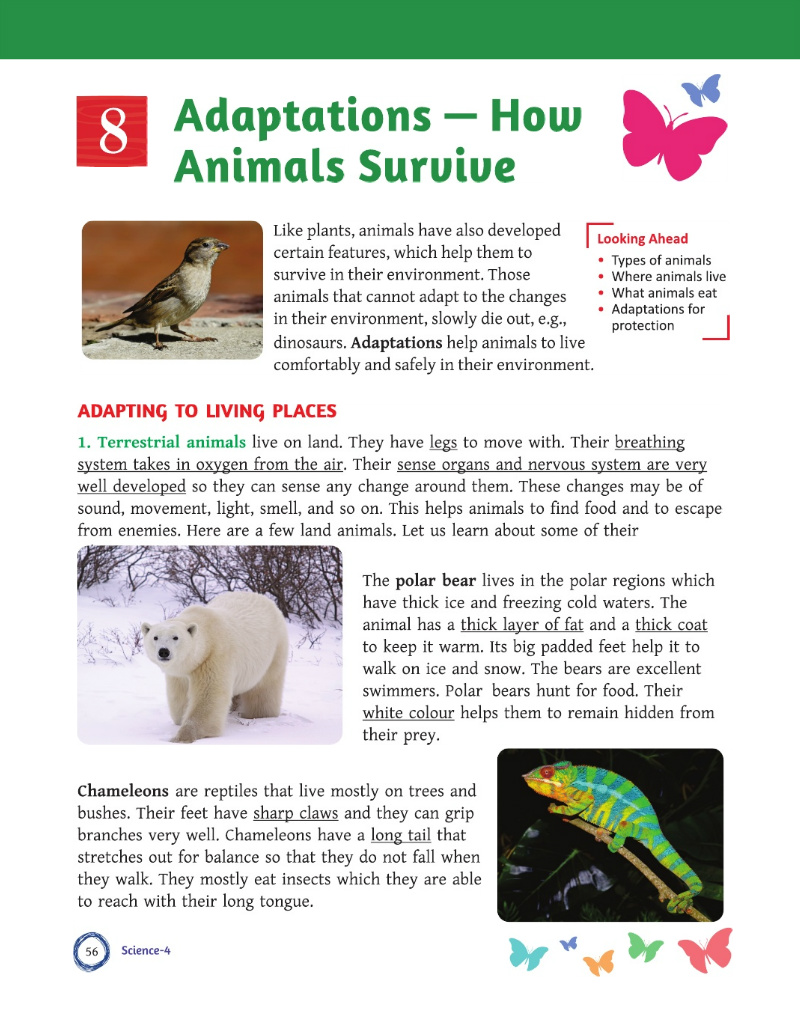 8
Adaptations — How
Animals Survive
Like plants, animals have also developed
certain features, which help them to
survive in their environment. Those
animals that cannot adapt to the changes
in their environment, slowly die out, e.g.,
dinosaurs. Adaptations help animals to live
comfortably and safely in their environment.
Looking Ahead
• Types of animals
• Where animals live
• What animals eat
• Adaptations for
protection
ADAPTING TO LIVING PLACES
1. Terrestrial animals live on land. They have legs to move with. Their breathing
system takes in oxygen from the air. Their sense organs and nervous system are very
well developed so they can sense any change around them. These changes may be of
sound, movement, light, smell, and so on. This helps animals to find food and to escape
from enemies. Here are a few land animals. Let us learn about some of their
The polar bear lives in the polar regions which
have thick ice and freezing cold waters. The
animal has a thick layer of fat and a thick coat
to keep it warm. Its big padded feet help it to
walk on ice and snow. The bears are excellent
swimmers. Polar bears hunt for food. Their
white colour helps them to remain hidden from
their prey.
Chameleons are reptiles that live mostly on trees and
bushes. Their feet have sharp claws and they can grip
branches very well. Chameleons have a long tail that
stretches out for balance so that they do not fall when
they walk. They mostly eat insects which they are able
to reach with their long tongue.
56
Science-4